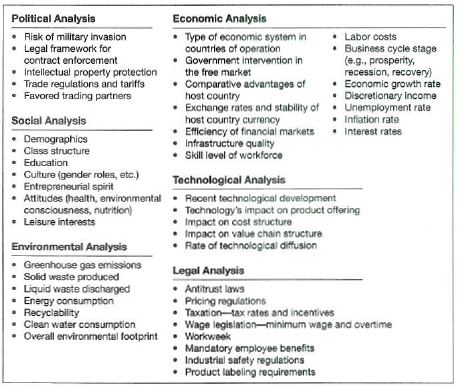 Political Analysis
• Risk of military invasion
• Legal framework for
contract enforcement
• Intellectual property protection
• Trade regulations and tariffs
• Favored trading partners
Social Analysis
• Demographics
• Class structure
• Education
• Culture (gender roles, etc.)
• Entrepreneurial spirit
• Attitudes (health, environmental
consciousness, nutrition)
• Leisure interests
Environmental Analysis
• Greenhouse gas emissions
• Solid waste produced
• Liquid waste discharged
• Energy consumption
• Recyclability
• Clean water consumption
• Overall environmental footprint
Economic Analysis
• Type of economic system in
countries of operation
• Government intervention in
the free market
• Comparative advantages of
host country
• Exchange rates and stability of
host country currency
• Efficiency of financial markets
• Infrastructure quality
• Skill level of workforce
• Labor costs
• Business cycle stage
(e.g., prosperity,
recession, recovery)
• Economic growth rate
• Discretionary income
• Unemployment rate
• Inflation rate
• Interest rates
Technological Analysis
• Recent technological development
• Technology's impact on product offering
• Impact on cost structure
• Impact on value chain structure
• Rate of technological diffusion
Legal Analysis
• Antitrust laws
• Pricing regulations
• Taxation—tax rates and incentives
• Wage legislation—minimum wage and overtime
• Workweek
• Mandatory employee benefits
• Industrial safety regulations
• Product labeling requirements